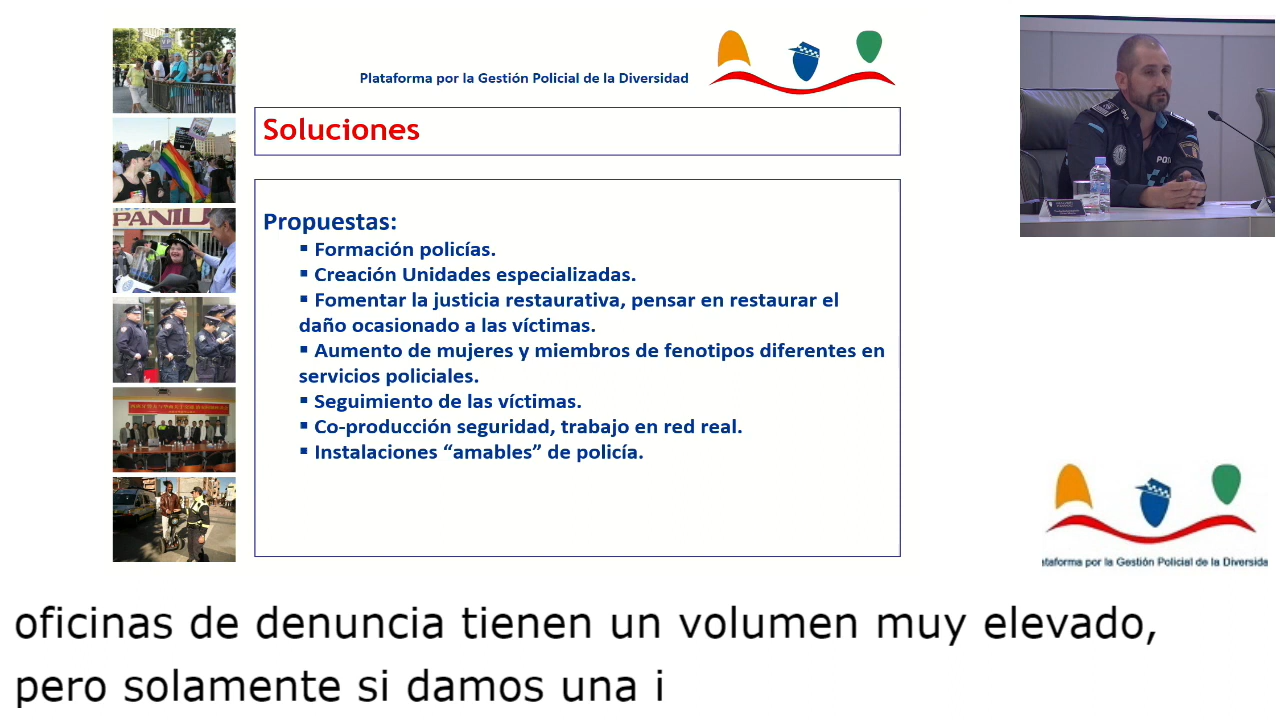 Plataforma por la Gestión Policial de la Diversidad
Soluciones
Propuestas:
▪ Formación policías.
▪ Creación Unidades especializadas.
▪ Fomentar la justicia restaurativa, pensar en restaurar el
daño ocasionado a las víctimas.
▪ Aumento de mujeres y miembros de fenotipos diferentes en
servicios policiales.
▪ Seguimiento de las víctimas.
▪ Co-producción seguridad, trabajo en red real.
▪ Instalaciones “amables” de policía.
PANIL
ataforma por la Gestión Policial de la Diversida
oficinas de denuncia tienen un volumen muy elevado,
pero solamente si damos una i